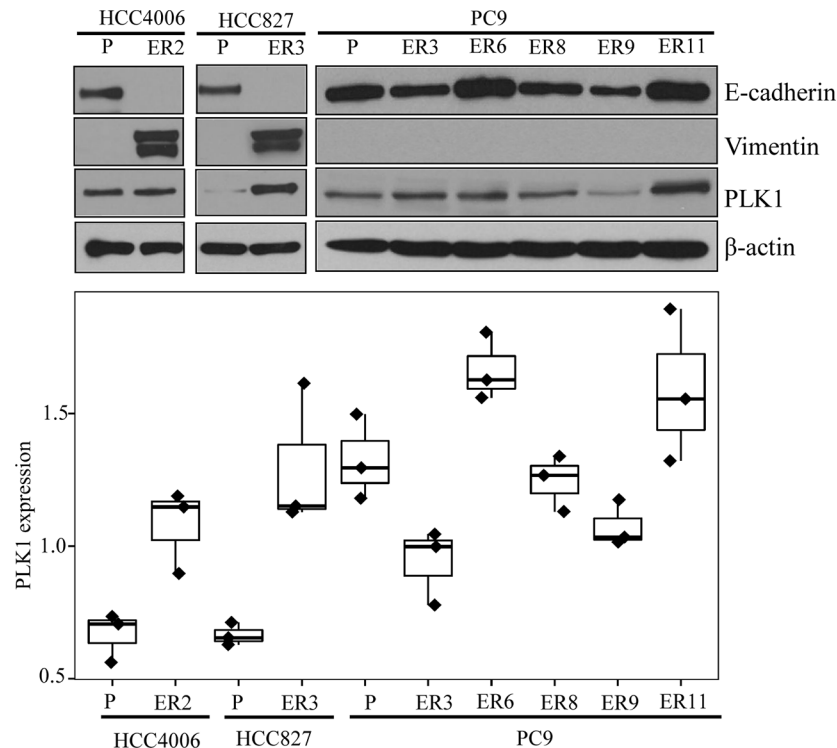 HCC4006 HCC827 PC9
P ER2 P ER3 P ER3 ER6 ER8 ER9 ER11
E-cadherin
Vimentin
PLK1
β-actin
PLK1 expression
1.5
1.0
0.5
P ER2 P ER3 P ER3 ER6 ER8 ER9 ER11
HCC4006 HCC827 PC9